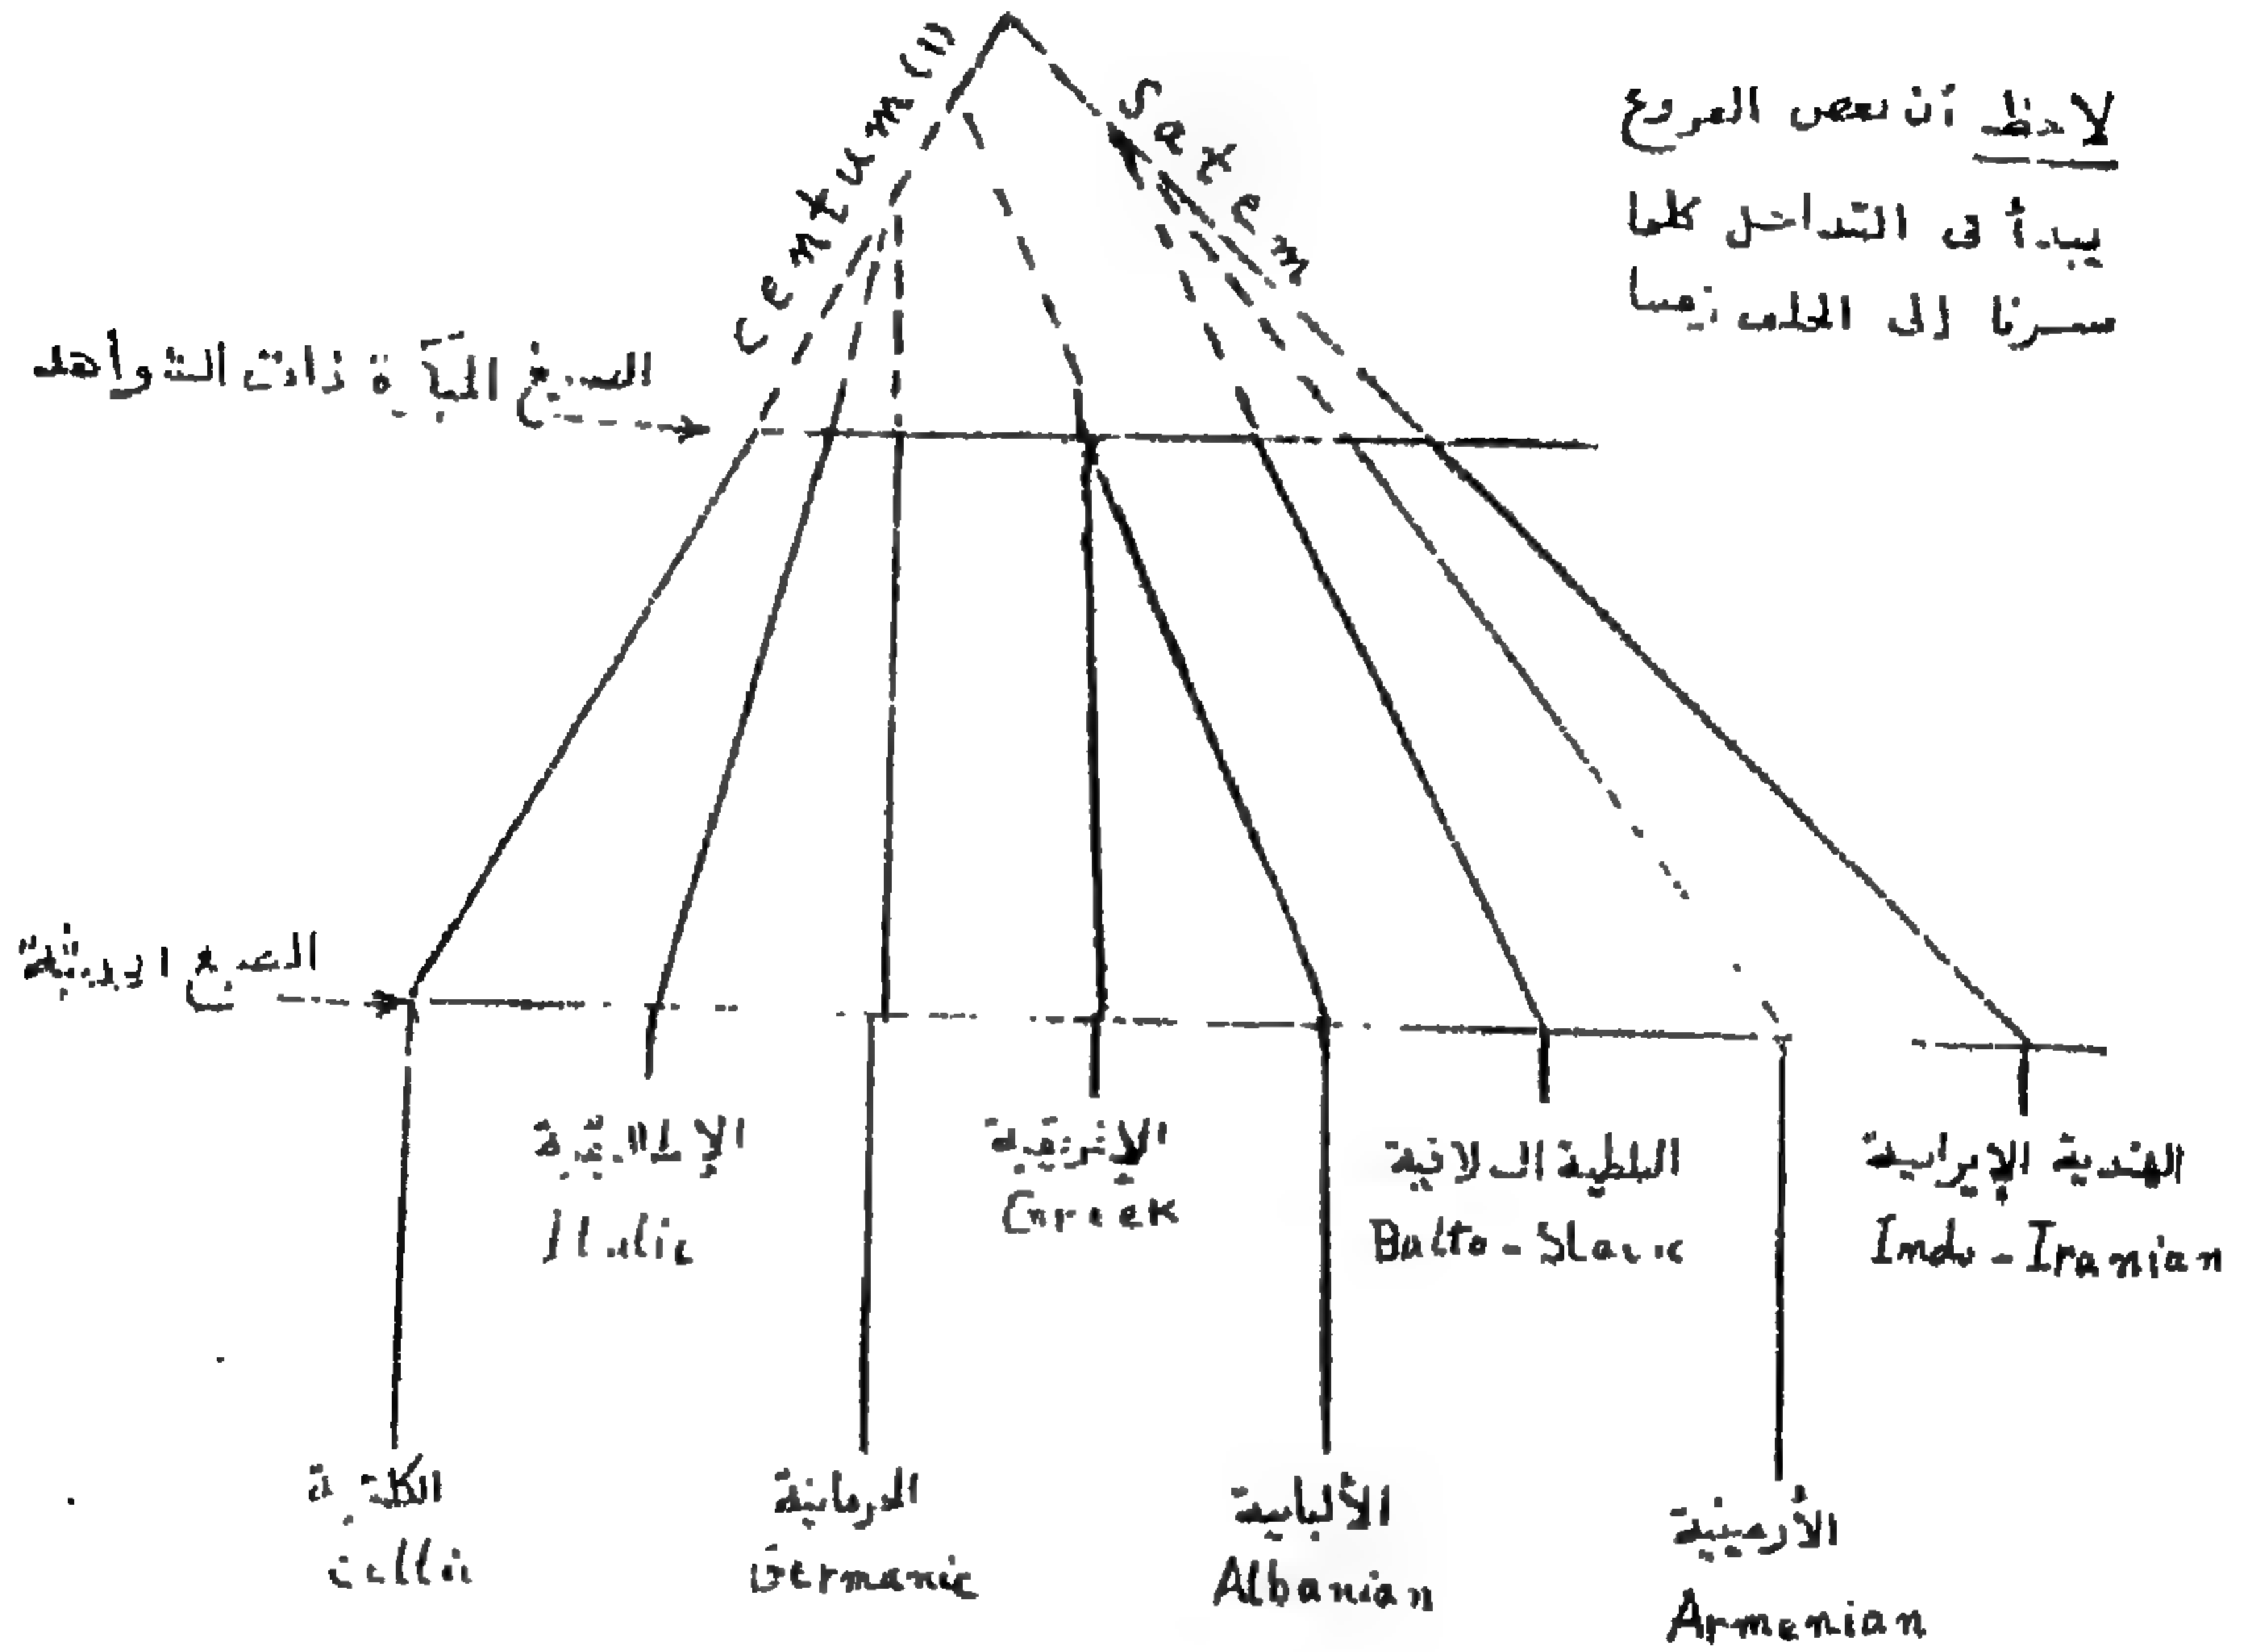 Centum (1)
Satem
لاحظ أن بعض الفروع
يبدأ فى التداخل كلما
سرنا إلى الخلف زمنيا
الصيغ المبكرة ذات الشواهد
الصيغ الحديثة
الإيطالية
Italic
الإغريقية
Greek
البلطية السلافية
Balto-Slavic
الهندية الإيرانية
Indo-Iranian
الكلتية
Celtic
الجرمانية
Germanic
الألبانية
Albanian
الأرمينية
Armenian